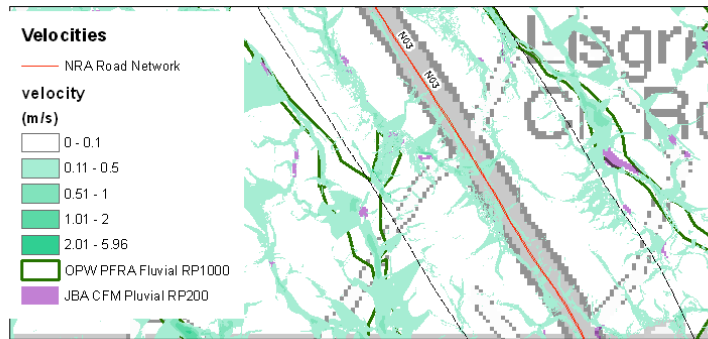 Velocities
NRA Road Network
velocity
(m/s)
0 - 0.1
0.11 - 0.5
0.51 - 1
1.01 - 2
2.01 - 5.96
OPW PFRA Fluvial RP1000
JBA CFM Pluvial RP200
N03
N03